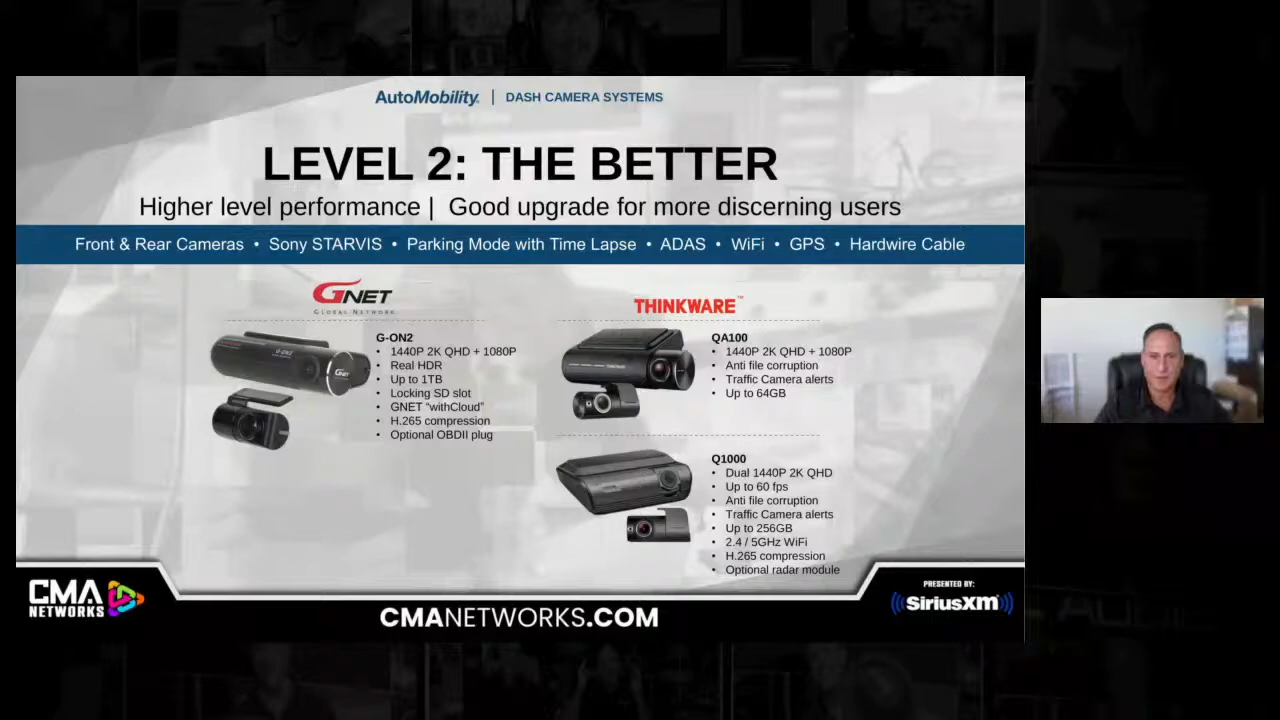 AutoMobility. | DASH CAMERA SYSTEMS
LEVEL 2: THE BETTER
Higher level performance | Good upgrade for more discerning users
Front & Rear Cameras • Sony STARVIS • Parking Mode with Time Lapse • ADAS • WiFi • GPS • Hardwire Cable
GNET
GLOBAL NETWORK
G-ON2
• 1440P 2K QHD + 1080P
• Real HDR
• Up to 1TB
• Locking SD slot
• GNET “withCloud”
• H.265 compression
• Optional OBDII plug
THINKWARE™
QA100
• 1440P 2K QHD + 1080P
• Anti file corruption
• Traffic Camera alerts
• Up to 64GB
Q1000
• Dual 1440P 2K QHD
• Up to 60 fps
• Anti file corruption
• Traffic Camera alerts
• Up to 256GB
• 2.4 / 5GHz WiFi
• H.265 compression
• Optional radar module
CMA
NETWORKS
CMANETWORKS.COM
PRESENTED BY:
SiriusXM